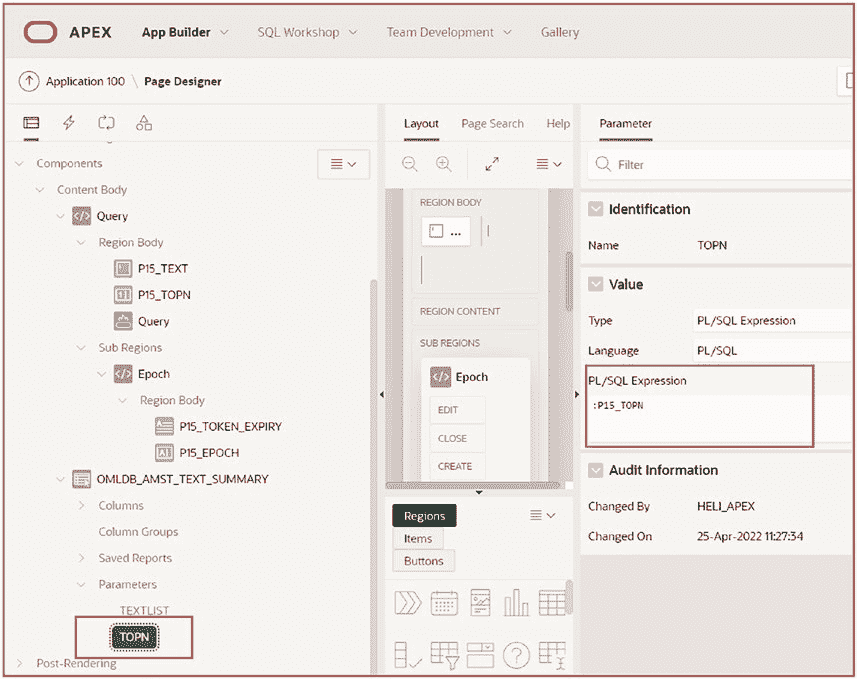 APEX App Builder SQL Workshop Team Development Gallery
Application 100 \ Page Designer
Layout Page Search Help
Parameter
Components
Content Body
Query
Region Body
P15_TEXT
P15_TOPN
Query
Sub Regions
Epoch
Region Body
P15_TOKEN_EXPIRY
P15_EPOCH
OMLDB_AMST_TEXT_SUMMARY
Columns
Column Groups
Saved Reports
Parameters
TEXTLIST
TOPN
Post-Rendering
REGION BODY
...
REGION CONTENT
SUB REGIONS
Epoch
EDIT
CLOSE
CREATE
Regions
Items
Buttons
Filter
Identification
Name TOPN
Value
Type PL/SQL Expression
Language PL/SQL
PL/SQL Expression
:P15_TOPN
Audit Information
Changed By HELI_APEX
Changed On 25-Apr-2022 11:27:34